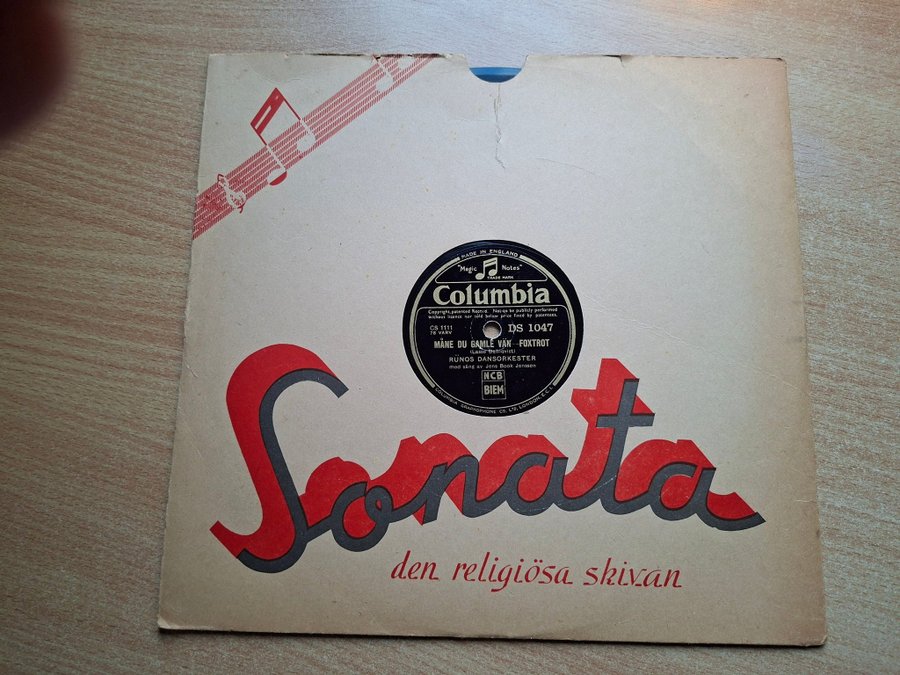 MADE IN ENGLAND
"Magic Notes"
TRADE MARK
Columbia
Copyright, patented Record. Not to be publicly performed
without licence nor sold below price fixed by patentees.
CS 1111 DS 1047
78 VARV
MÅNE DU GAMLE VÄN FOXTROT
RÜNOS DANSORKESTER
med sång av Jens Book Jenssen
NCB
BIEM
COLUMBIA GRAPHOPHONE CO. LTD, LONDON, E.C.1.
Sonata
den religiösa skivan